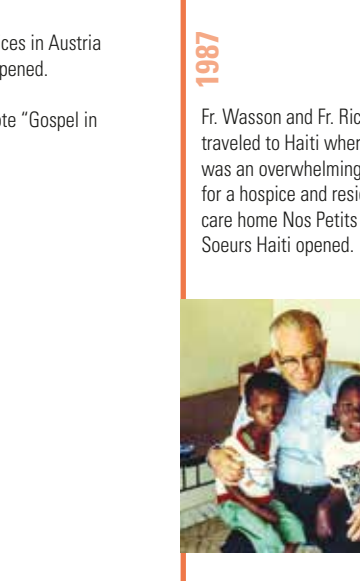 ces in Austria
pened.
te "Gospel in
1987
Fr. Wasson and Fr. Ric
traveled to Haiti wher
was an overwhelming
for a hospice and resi
care home Nos Petits
Soeurs Haiti opened.